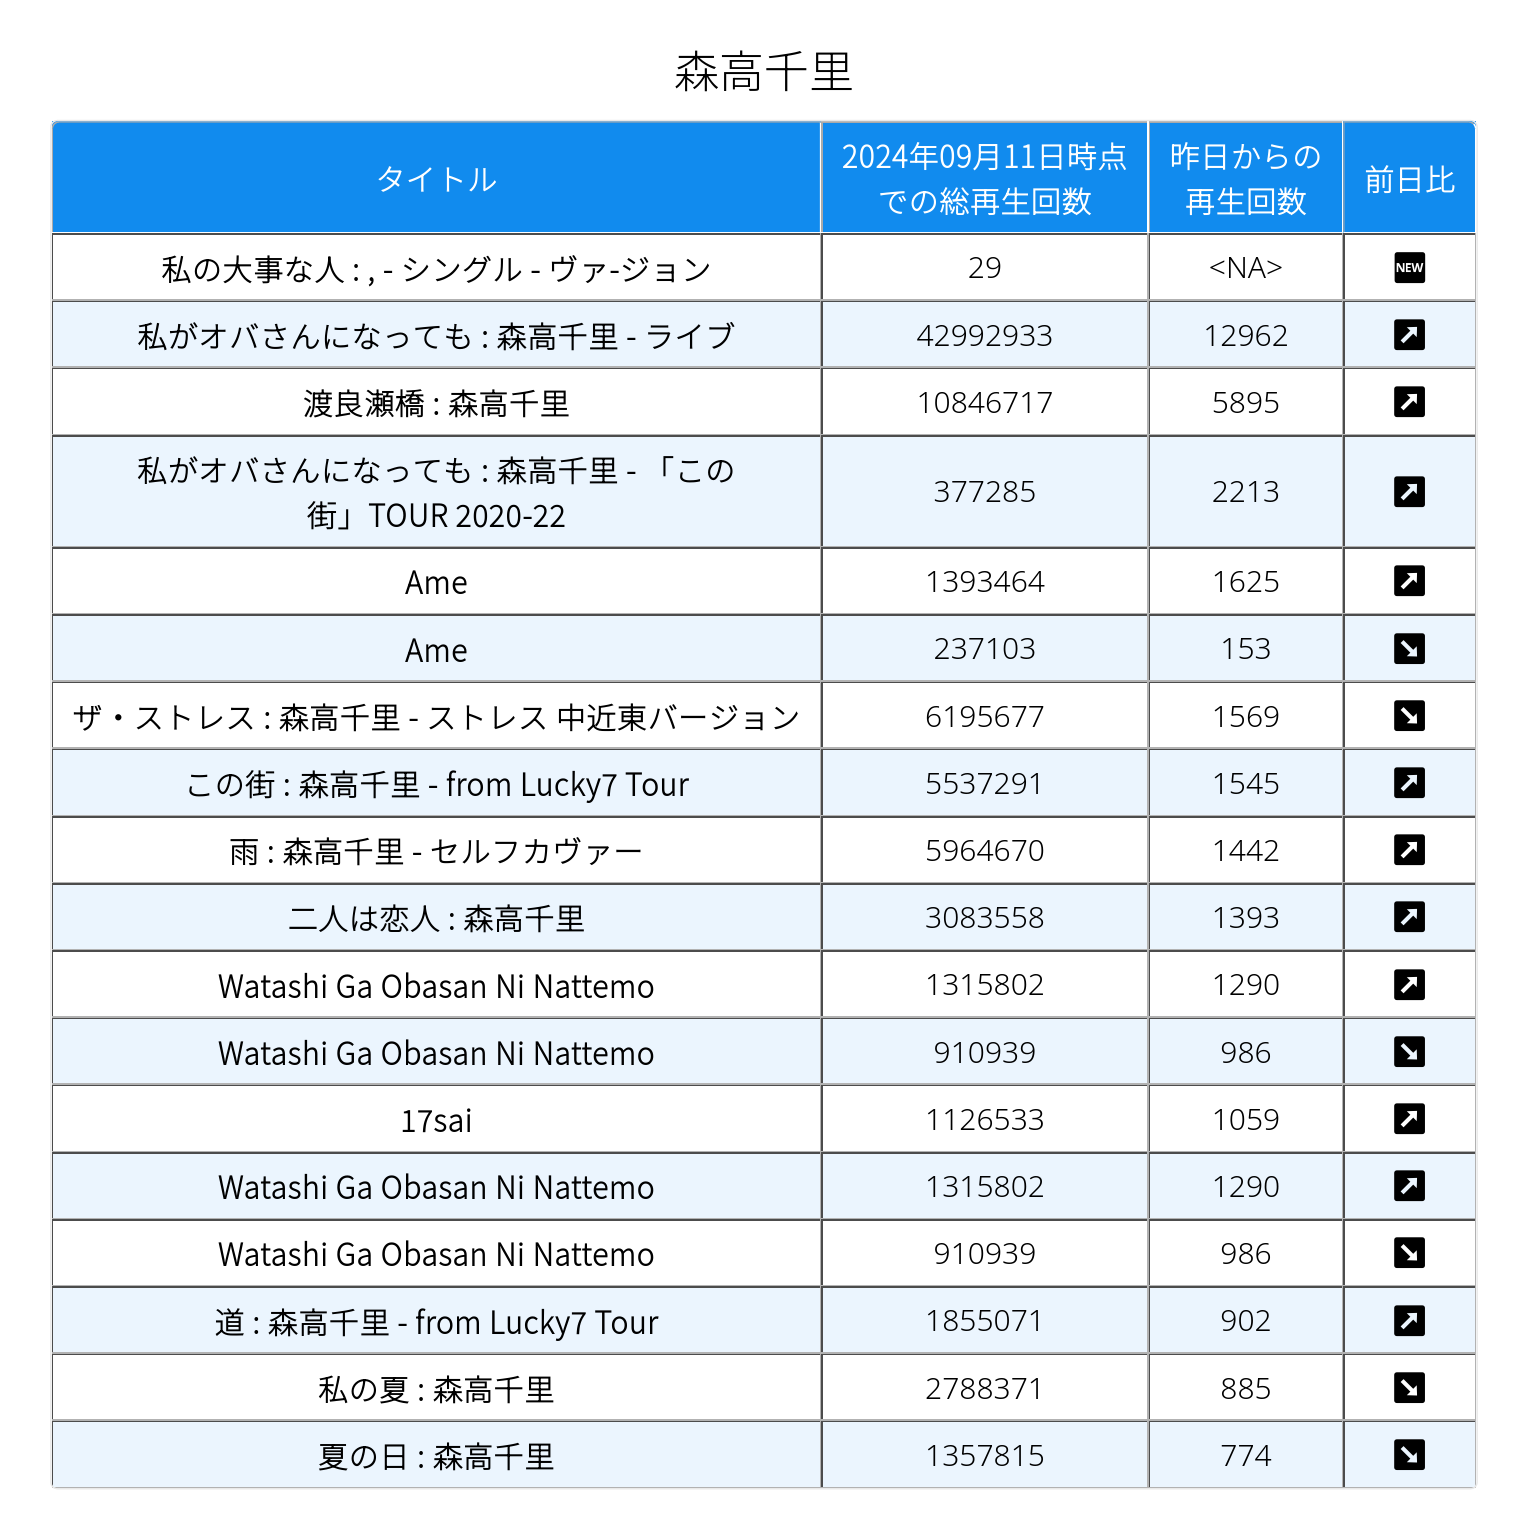 森高千里
タイトル
2024年09月11日時点
での総再生回数
昨日からの
再生回数
前日比
私の大事な人 : , - シングル - ヴァ-ジョン 29 <NA> NEW
私がオバさんになっても : 森高千里 - ライブ 42992933 12962
渡良瀬橋 : 森高千里 10846717 5895
私がオバさんになっても : 森高千里 - 「この
街」TOUR 2020-22 377285 2213
Ame 1393464 1625
Ame 237103 153
ザ・ストレス : 森高千里 - ストレス 中近東バージョン 6195677 1569
この街 : 森高千里 - from Lucky7 Tour 5537291 1545
雨 : 森高千里 - セルフカヴァー 5964670 1442
二人は恋人 : 森高千里 3083558 1393
Watashi Ga Obasan Ni Nattemo 1315802 1290
Watashi Ga Obasan Ni Nattemo 910939 986
17sai 1126533 1059
Watashi Ga Obasan Ni Nattemo 1315802 1290
Watashi Ga Obasan Ni Nattemo 910939 986
道 : 森高千里 - from Lucky7 Tour 1855071 902
私の夏 : 森高千里 2788371 885
夏の日 : 森高千里 1357815 774